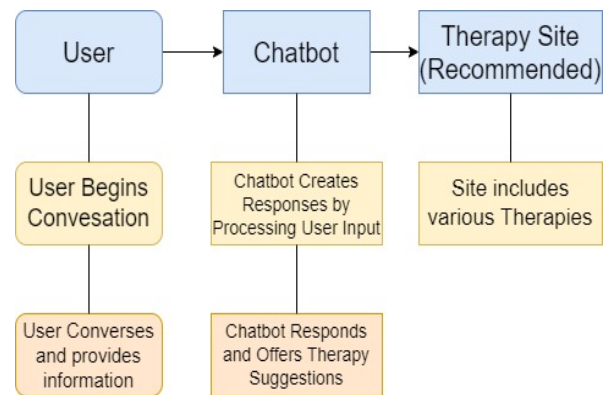 User
Chatbot
Therapy Site
(Recommended)
User Begins
Convesation
Chatbot Creates
Responses by
Processing User Input
Site includes
various Therapies
User Converses
and provides
information
Chatbot Responds
and Offers Therapy
Suggestions